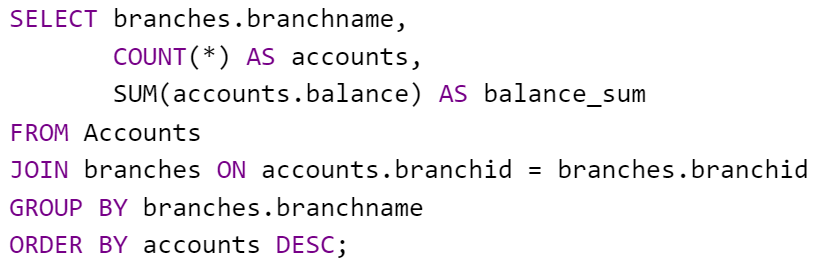 SELECT branches.branchname,
COUNT(*) AS accounts,
SUM(accounts.balance) AS balance_sum
FROM Accounts
JOIN branches ON accounts.branchid = branches.branchid
GROUP BY branches.branchname
ORDER BY accounts DESC;